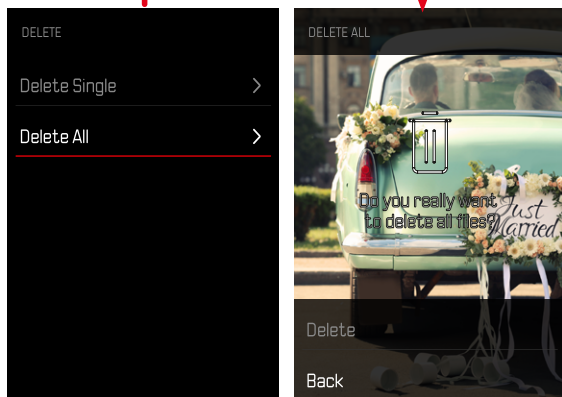 DELETE
Delete Single
Delete All
DELETE ALL
Do you really want
to delete all files?
Just
Married
Delete
Back